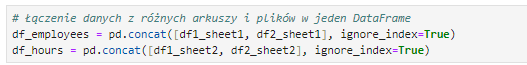 # Łączenie danych z różnych arkuszy i plików w jeden DataFrame
df_employees = pd.concat([df1_sheet1, df2_sheet1], ignore_index=True)
df_hours = pd.concat([df1_sheet2, df2_sheet2], ignore_index=True)